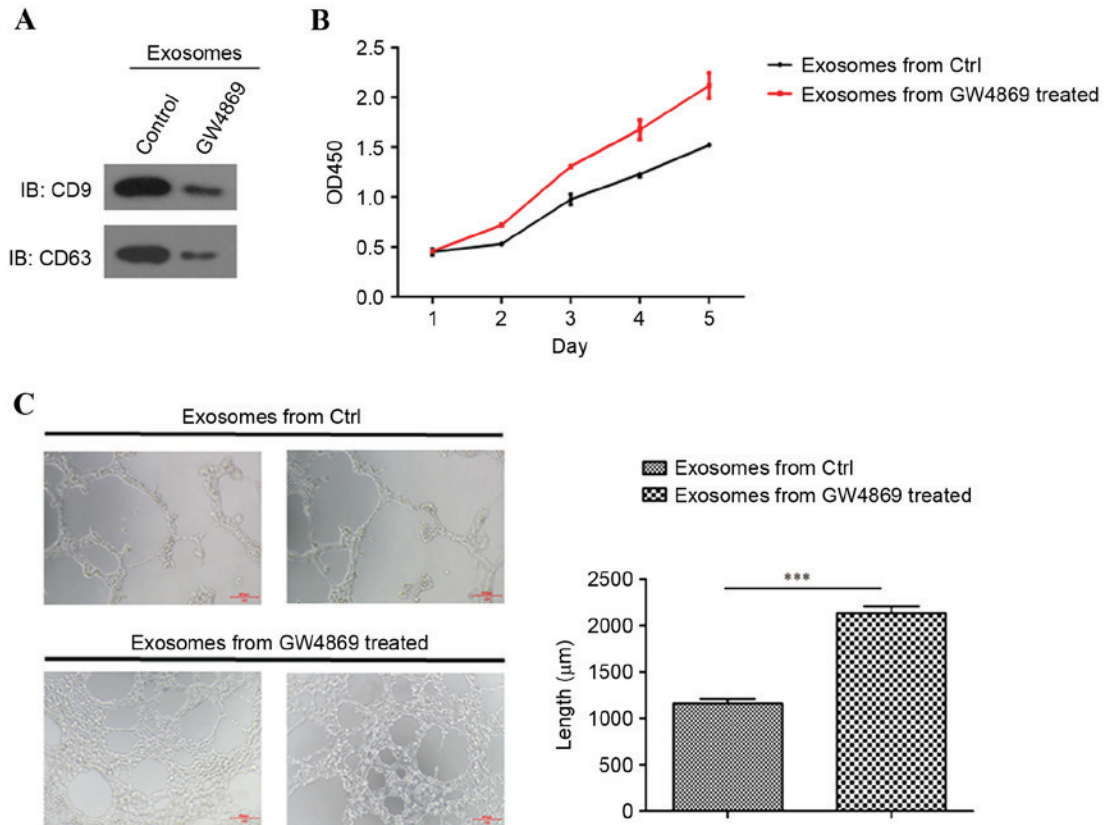 A
Exosomes
Control
GW4869
IB: CD9
IB: CD63
B
OD450
2.5
2.0
1.5
1.0
0.5
0.0
1 2 3 4 5
Day
Exosomes from Ctrl
Exosomes from GW4869 treated
C
Exosomes from Ctrl
Exosomes from GW4869 treated
Exosomes from Ctrl
Exosomes from GW4869 treated
***
Length (μm)
2500
2000
1500
1000
500
0